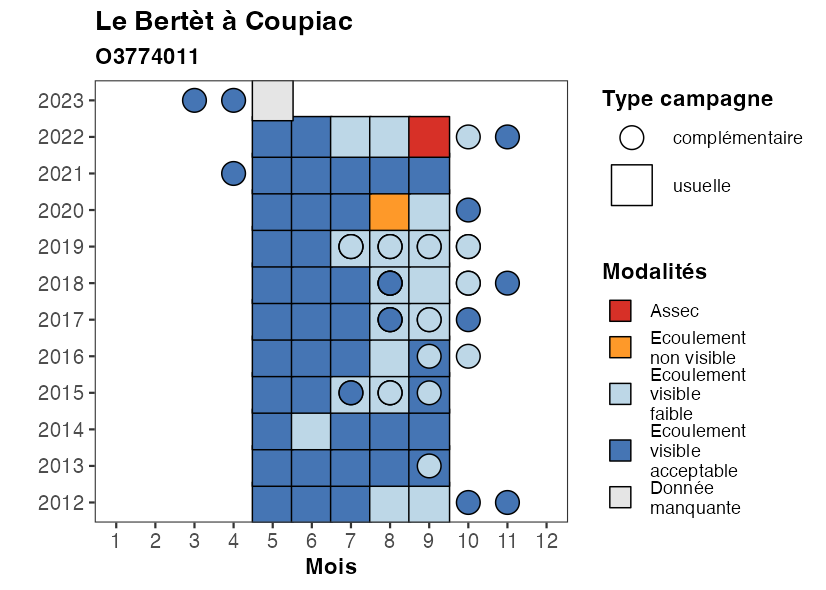 Le Bertèt à Coupiac
O3774011
2023
2022
2021
2020
2019
2018
2017
2016
2015
2014
2013
2012
1 2 3 4 5 6 7 8 9 10 11 12
Mois
Type campagne
complémentaire
usuelle
Modalités
Assec
Ecoulement
non visible
Ecoulement
visible
faible
Ecoulement
visible
acceptable
Donnée
manquante